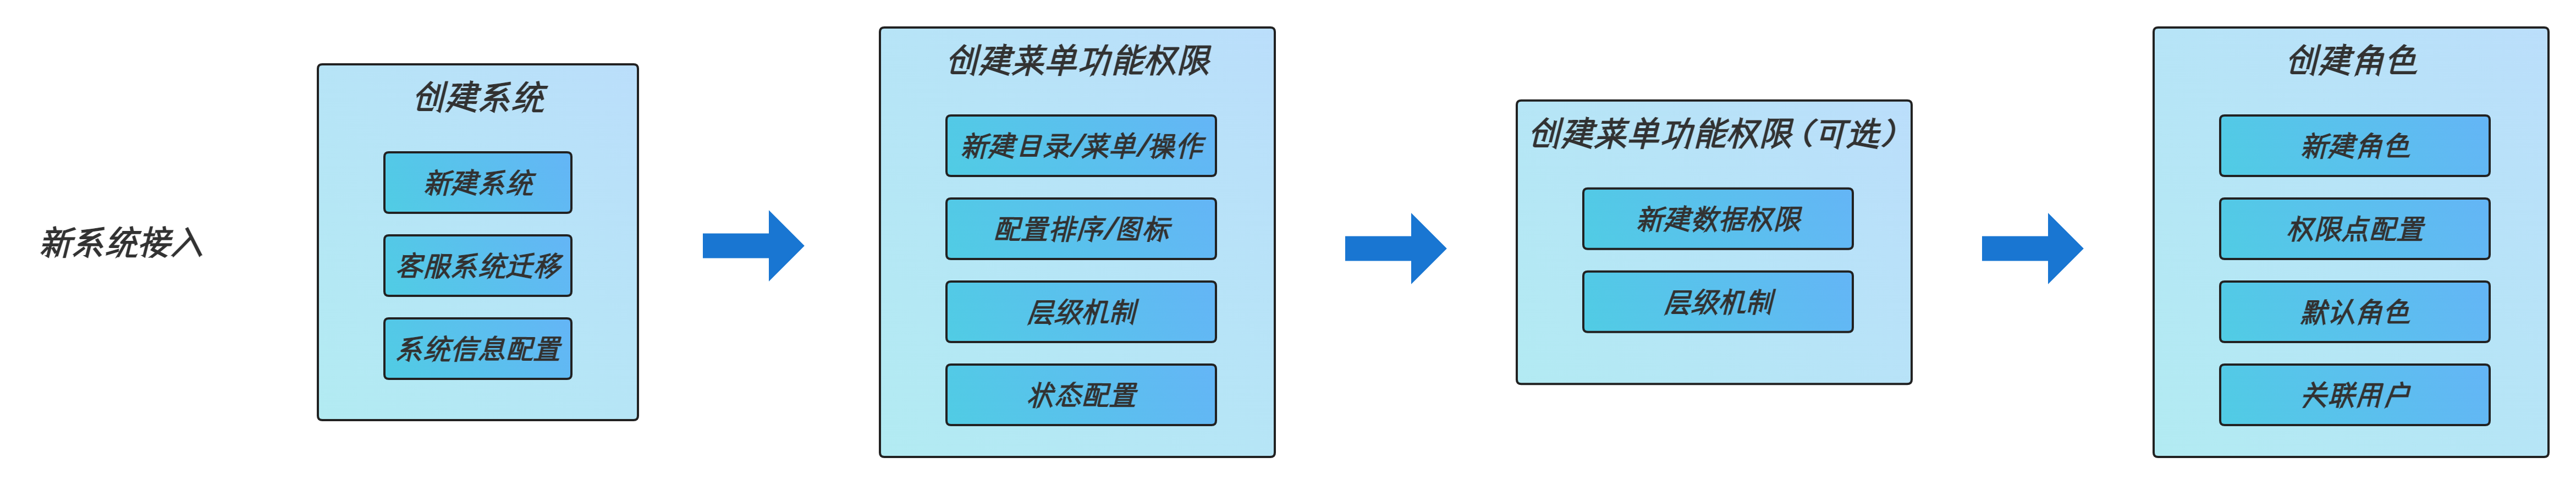 新系统接入
创建系统
新建系统
客服系统迁移
系统信息配置
创建菜单功能权限
新建目录/菜单/操作
配置排序/图标
层级机制
状态配置
创建菜单功能权限（可选）
新建数据权限
层级机制
创建角色
新建角色
权限点配置
默认角色
关联用户